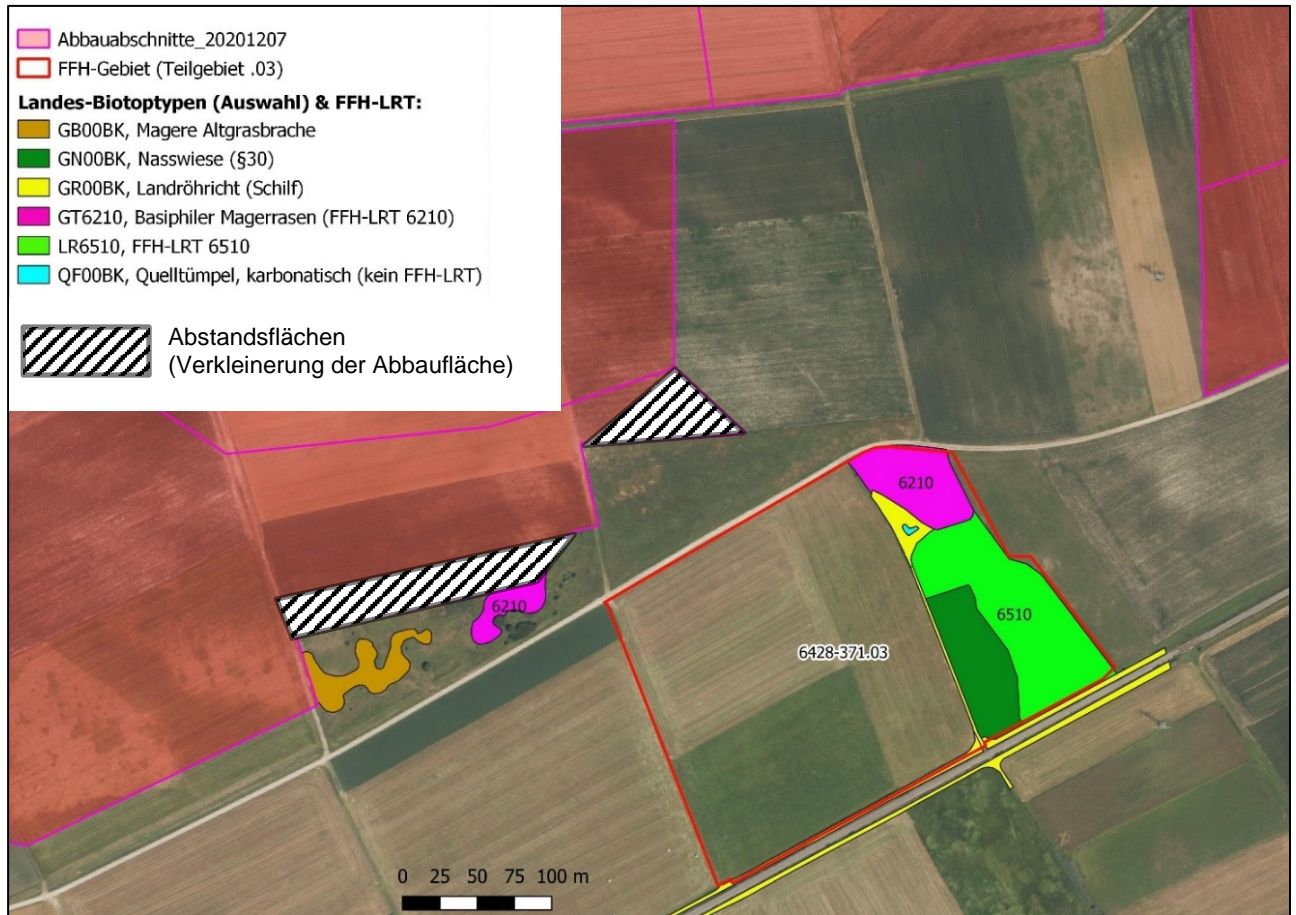 Abbauabschnitte_20201207
FFH-Gebiet (Teilgebiet .03)
Landes-Biotoptypen (Auswahl) & FFH-LRT:
GB00BK, Magere Altgrasbrache
GN00BK, Nasswiese (§30)
GR00BK, Landröhricht (Schilf)
GT6210, Basiphiler Magerrasen (FFH-LRT 6210)
LR6510, FFH-LRT 6510
QF00BK, Quelltümpel, karbonatisch (kein FFH-LRT)
Abstandsflächen
(Verkleinerung der Abbaufläche)
6210
6210
6510
6428-371.03
0 25 50 75 100 m